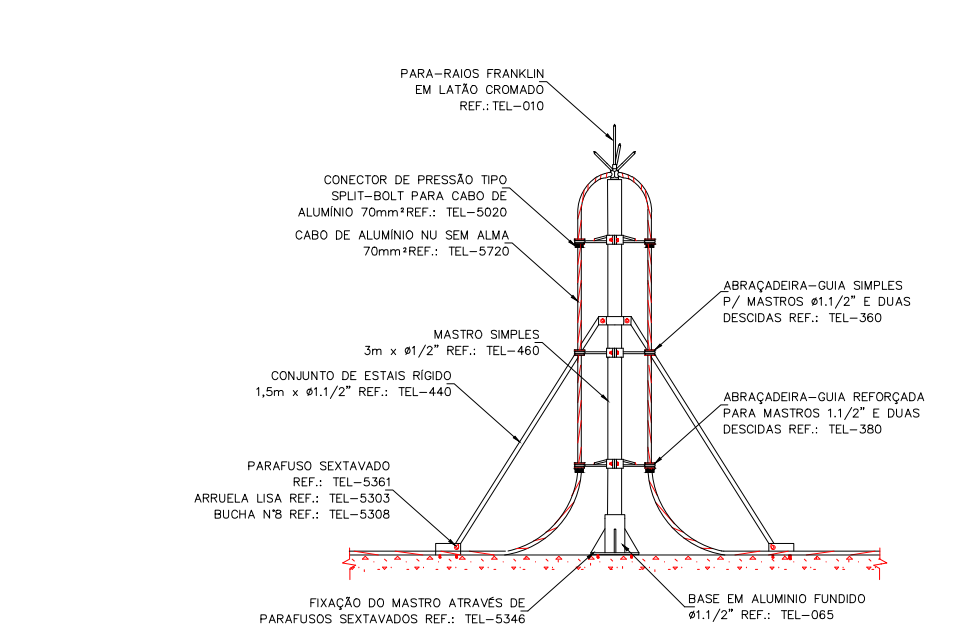 PARA-RAIOS FRANKLIN
EM LATÃO CROMADO
REF.: TEL-010
CONECTOR DE PRESSÃO TIPO
SPLIT-BOLT PARA CABO DE
ALUMÍNIO 70mm²REF.: TEL-5020
CABO DE ALUMÍNIO NU SEM ALMA
70mm²REF.: TEL-5720
ABRAÇADEIRA-GUIA SIMPLES
P/ MASTROS ø1.1/2" E DUAS
DESCIDAS REF.: TEL-360
MASTRO SIMPLES
3m x ø1/2" REF.: TEL-460
CONJUNTO DE ESTAIS RÍGIDO
1,5m x ø1.1/2" REF.: TEL-440
ABRAÇADEIRA-GUIA REFORÇADA
PARA MASTROS 1.1/2" E DUAS
DESCIDAS REF.: TEL-380
PARAFUSO SEXTAVADO
REF.: TEL-5361
ARRUELA LISA REF.: TEL-5303
BUCHA N°8 REF.: TEL-5308
FIXAÇÃO DO MASTRO ATRAVÉS DE
PARAFUSOS SEXTAVADOS REF.: TEL-5346
BASE EM ALUMINIO FUNDIDO
ø1.1/2" REF.: TEL-065